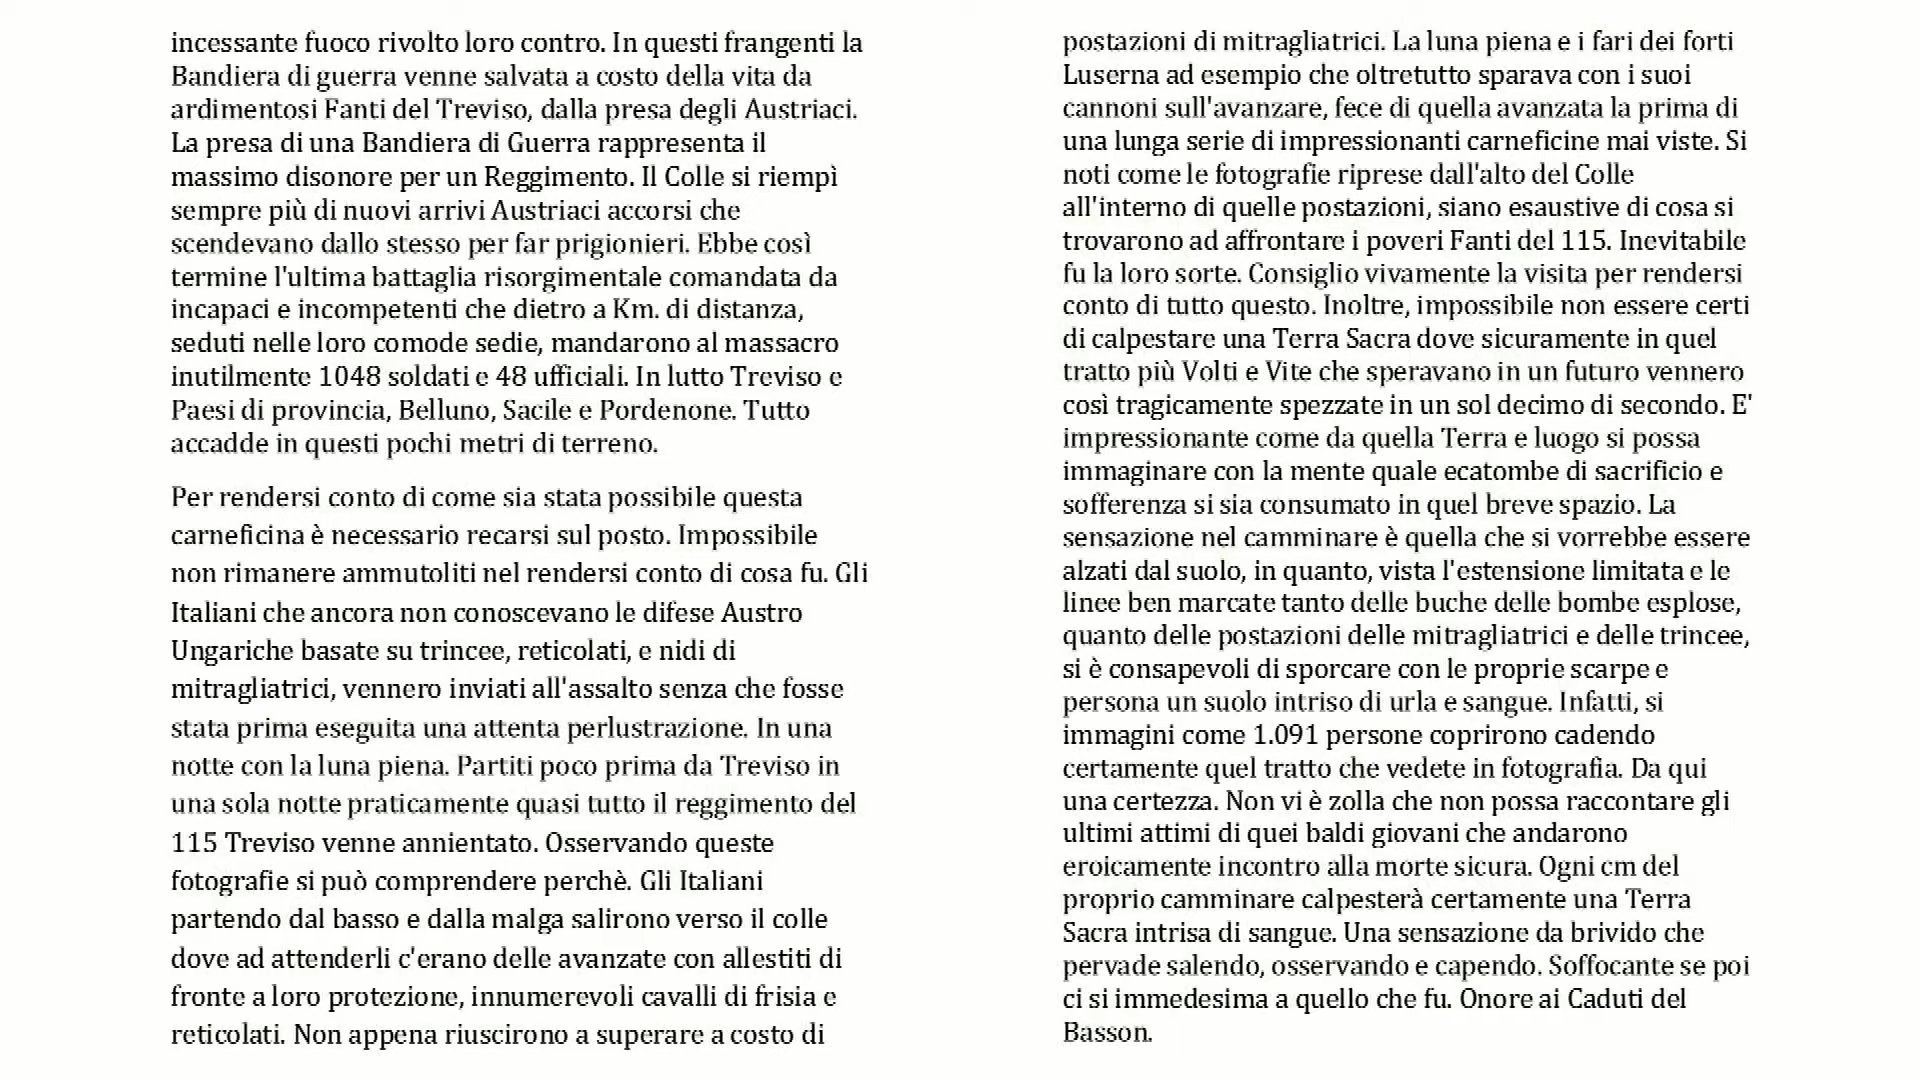 incessante fuoco rivolto loro contro. In questi frangenti la
Bandiera di guerra venne salvata a costo della vita da
ardimentosi Fanti del Treviso, dalla presa degli Austriaci.
La presa di una Bandiera di Guerra rappresenta il
massimo disonore per un Reggimento. Il Colle si riempì
sempre più di nuovi arrivi Austriaci accorsi che
scendevano dallo stesso per far prigionieri. Ebbe così
termine l'ultima battaglia risorgimentale comandata da
incapaci e incompetenti che dietro a Km. di distanza,
seduti nelle loro comode sedie, mandarono al massacro
inutilmente 1048 soldati e 48 ufficiali. In lutto Treviso e
Paesi di provincia, Belluno, Sacile e Pordenone. Tutto
accadde in questi pochi metri di terreno.
Per rendersi conto di come sia stata possibile questa
carneficina è necessario recarsi sul posto. Impossibile
non rimanere ammutoliti nel rendersi conto di cosa fu. Gli
Italiani che ancora non conoscevano le difese Austro
Ungariche basate su trincee, reticolati, e nidi di
mitragliatrici, vennero inviati all'assalto senza che fosse
stata prima eseguita una attenta perlustrazione. In una
notte con la luna piena. Partiti poco prima da Treviso in
una sola notte praticamente quasi tutto il reggimento del
115 Treviso venne annientato. Osservando queste
fotografie si può comprendere perchè. Gli Italiani
partendo dal basso e dalla malga salirono verso il colle
dove ad attenderli c'erano delle avanzate con allestiti di
fronte a loro protezione, innumerevoli cavalli di frisia e
reticolati. Non appena riuscirono a superare a costo di
postazioni di mitragliatrici. La luna piena e i fari dei forti
Luserna ad esempio che oltretutto sparava con i suoi
cannoni sull'avanzare, fece di quella avanzata la prima di
una lunga serie di impressionanti carneficine mai viste. Si
noti come le fotografie riprese dall'alto del Colle
all'interno di quelle postazioni, siano esaustive di cosa si
trovarono ad affrontare i poveri Fanti del 115. Inevitabile
fu la loro sorte. Consiglio vivamente la visita per rendersi
conto di tutto questo. Inoltre, impossibile non essere certi
di calpestare una Terra Sacra dove sicuramente in quel
tratto più Volti e Vite che speravano in un futuro vennero
così tragicamente spezzate in un sol decimo di secondo. E'
impressionante come da quella Terra e luogo si possa
immaginare con la mente quale ecatombe di sacrificio e
sofferenza si sia consumato in quel breve spazio. La
sensazione nel camminare è quella che si vorrebbe essere
alzati dal suolo, in quanto, vista l'estensione limitata e le
linee ben marcate tanto delle buche delle bombe esplose,
quanto delle postazioni delle mitragliatrici e delle trincee,
si è consapevoli di sporcare con le proprie scarpe e
persona un suolo intriso di urla e sangue. Infatti, si
immagini come 1.091 persone coprirono cadendo
certamente quel tratto che vedete in fotografia. Da qui
una certezza. Non vi è zolla che non possa raccontare gli
ultimi attimi di quei baldi giovani che andarono
eroicamente incontro alla morte sicura. Ogni cm del
proprio camminare calpesterà certamente una Terra
Sacra intrisa di sangue. Una sensazione da brivido che
pervade salendo, osservando e capendo. Soffocante se poi
ci si immedesima a quello che fu. Onore ai Caduti del
Basson.